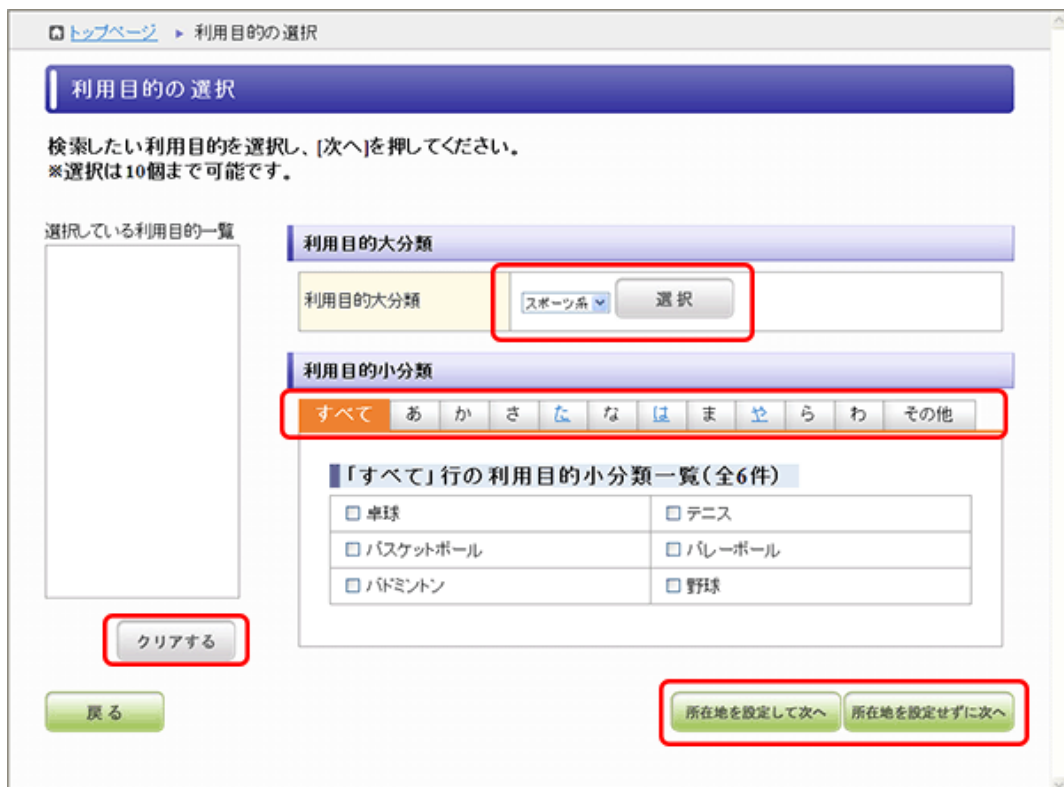 トップページ ▶ 利用目的の選択
利用目的の選択
検索したい利用目的を選択し、[次へ]を押してください。
※選択は10個まで可能です。
選択している利用目的一覧
利用目的大分類
利用目的大分類 スポーツ系 選択
利用目的小分類
すべて あ か さ た な は ま や ら わ その他
「すべて」行の利用目的小分類一覧(全6件)
卓球 テニス
バスケットボール バレーボール
バドミントン 野球
クリアする
戻る 所在地を設定して次へ 所在地を設定せずに次へ